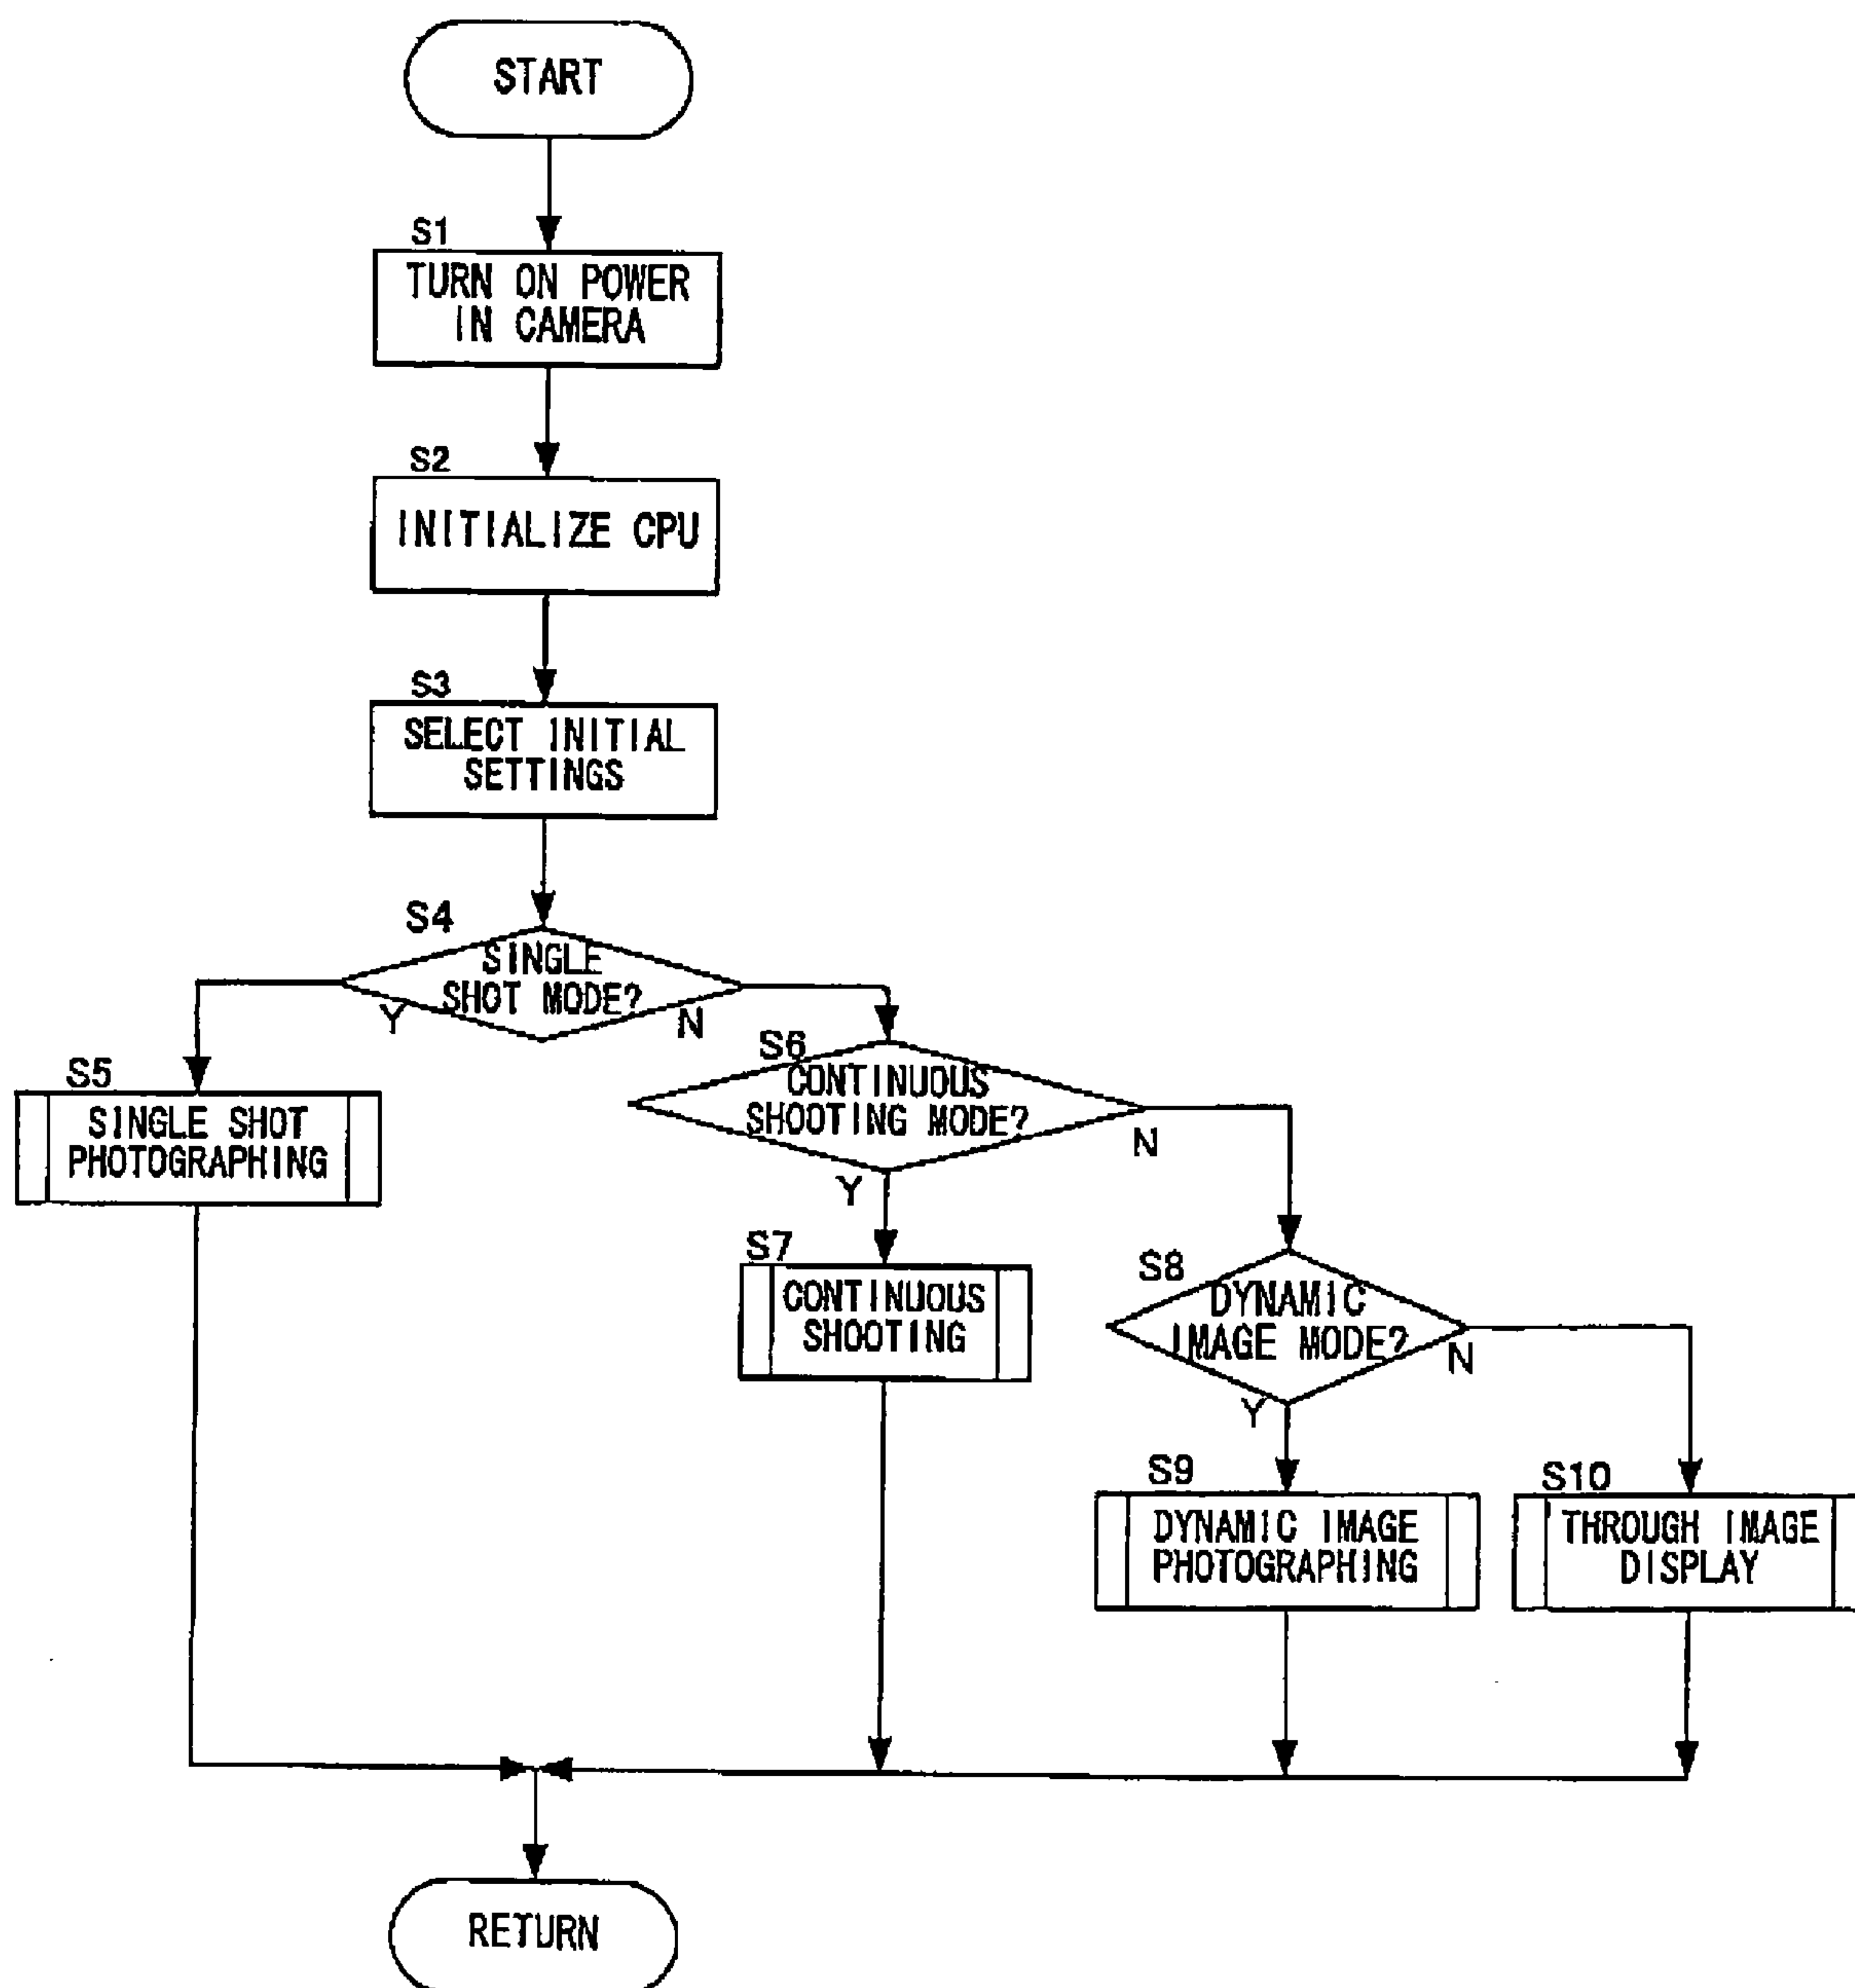 START
S1
TURN ON POWER
IN CAMERA
S2
INITIALIZE CPU
S3
SELECT INITIAL
SETTINGS
S4
SINGLE
SHOT MODE?
Y
N
S5
SINGLE SHOT
PHOTOGRAPHING
S6
CONTINUOUS
SHOOTING MODE?
Y
N
S7
CONTINUOUS
SHOOTING
S8
DYNAMIC
IMAGE MODE?
Y
N
S9
DYNAMIC IMAGE
PHOTOGRAPHING
S10
THROUGH IMAGE
DISPLAY
RETURN